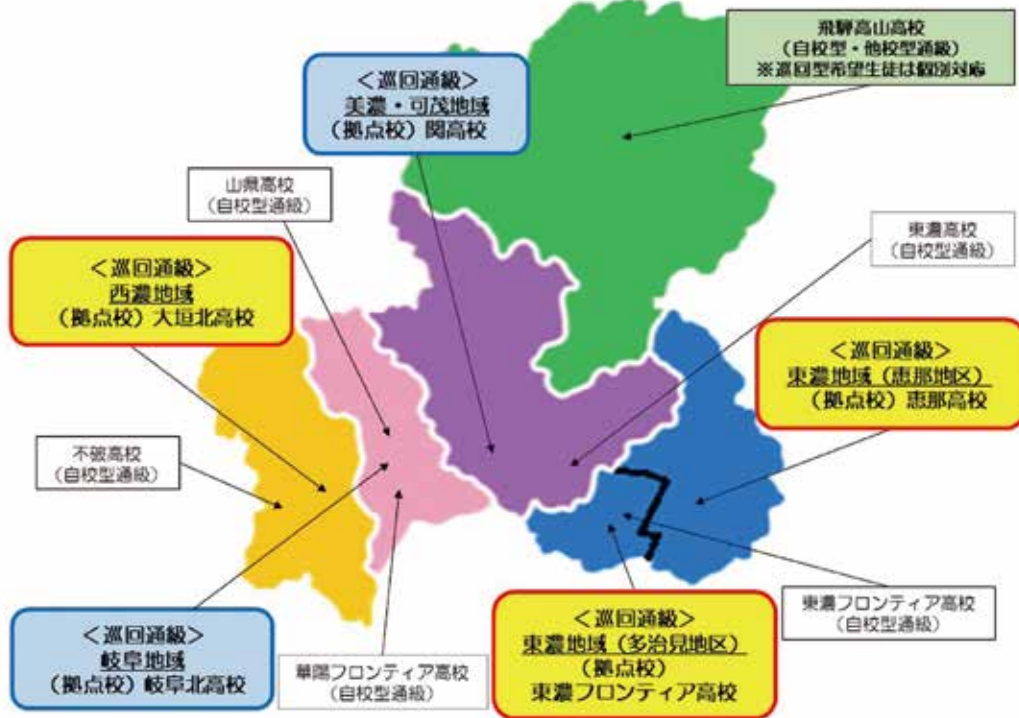 飛騨高山高校
(自校型・他校型通級)
※巡回型希望生徒は個別対応
＜巡回通級＞
美濃・可茂地域
(拠点校) 関高校
山県高校
(自校型通級)
東濃高校
(自校型通級)
＜巡回通級＞
西濃地域
(拠点校) 大垣北高校
＜巡回通級＞
東濃地域（恵那地区）
(拠点校) 恵那高校
不破高校
(自校型通級)
東濃フロンティア高校
(自校型通級)
＜巡回通級＞
岐阜地域
(拠点校) 岐阜北高校
華陽フロンティア高校
(自校型通級)
＜巡回通級＞
東濃地域（多治見地区）
(拠点校)
東濃フロンティア高校